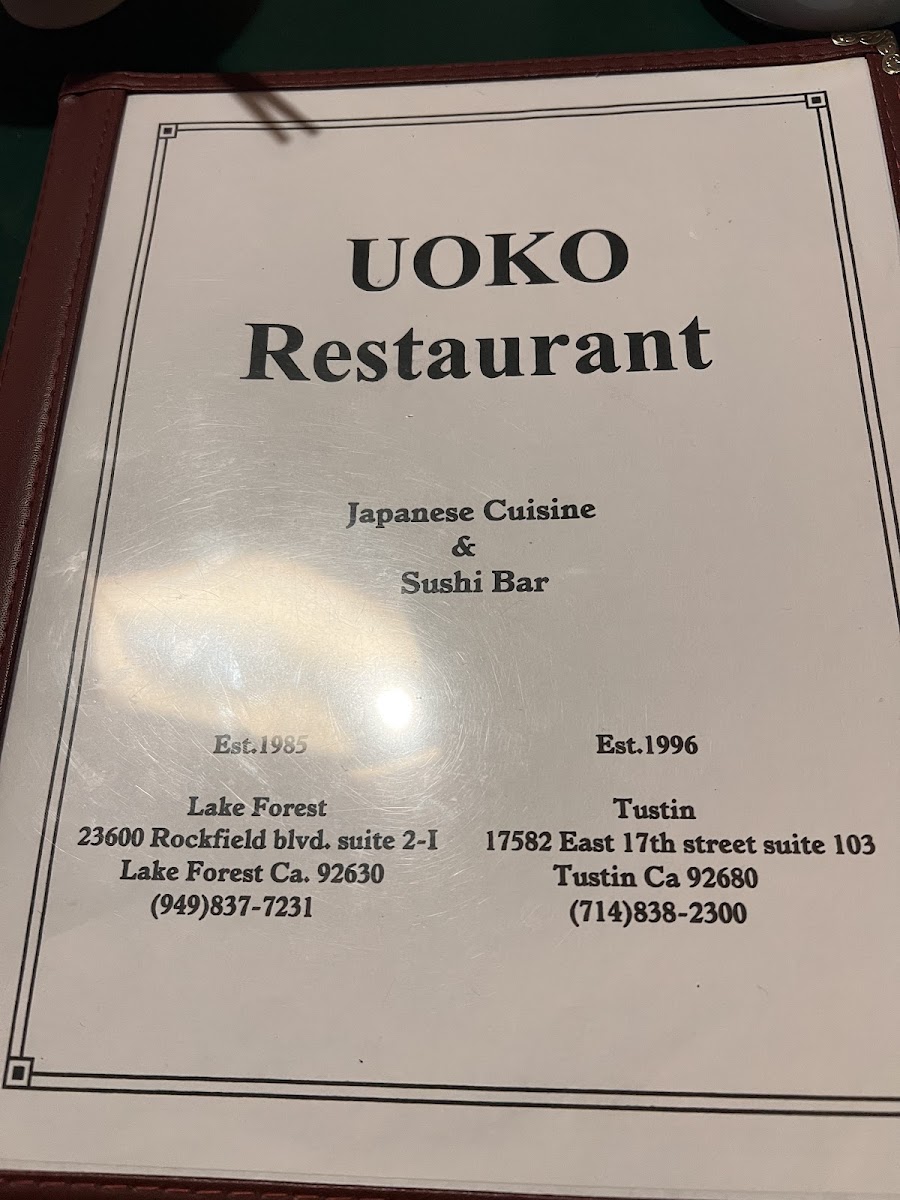 UOKO
Restaurant
Japanese Cuisine
&
Sushi Bar
Est.1985
Lake Forest
23600 Rockfield blvd. suite 2-I
Lake Forest Ca. 92630
(949)837-7231
Est.1996
Tustin
17582 East 17th street suite 103
Tustin Ca 92680
(714)838-2300